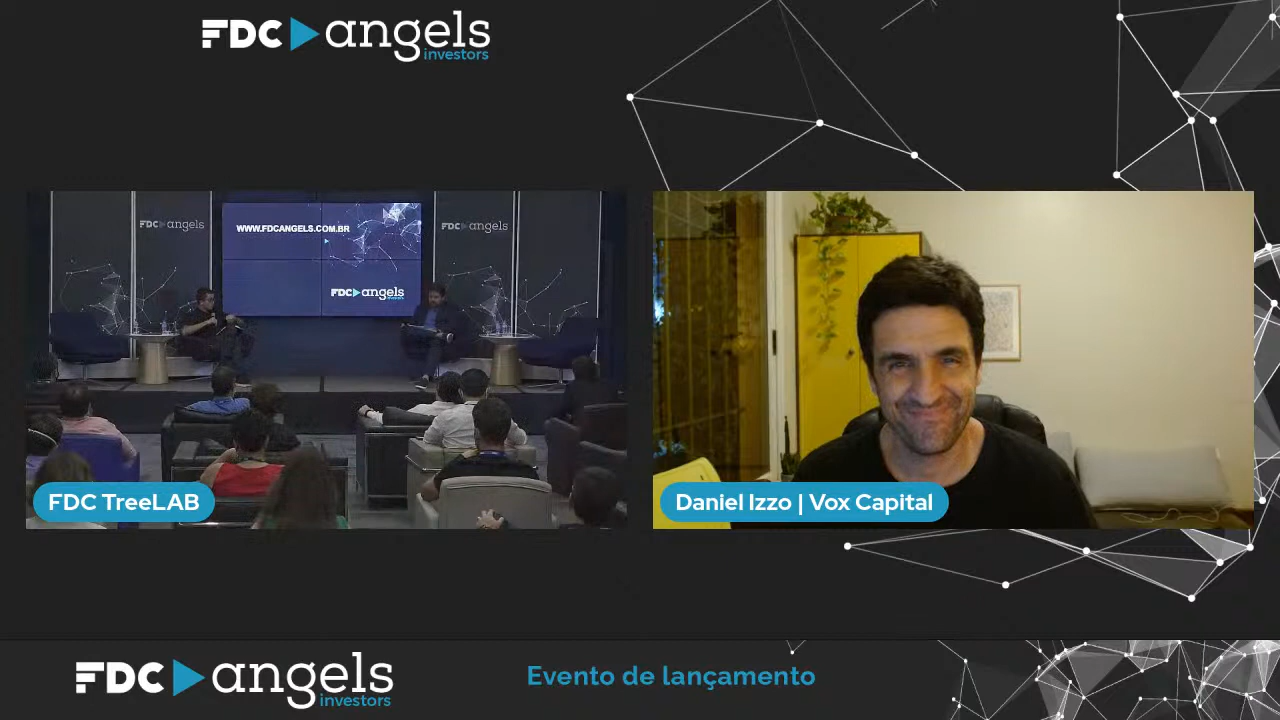 FDC angels
investors
FDC angels
WWW.FDCANGELS.COM.BR
FDC angels
FDC angels
investors
FDC TreeLAB
Daniel Izzo | Vox Capital
FDC angels
investors
Evento de lançamento